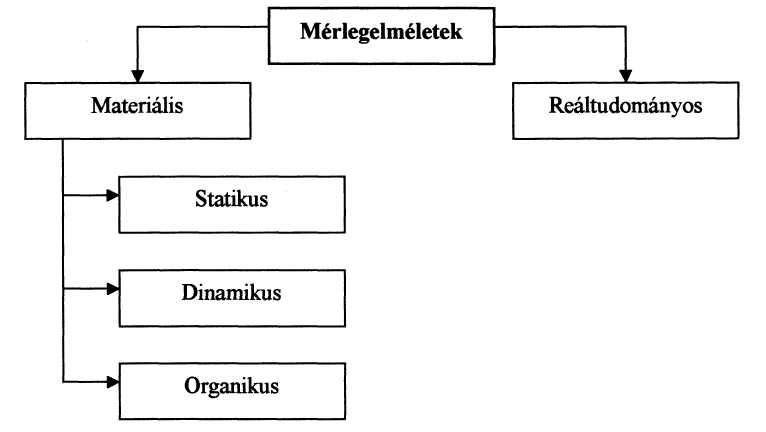 Mérlegelméletek
Materiális
Reáltudományos
Statikus
Dinamikus
Organikus